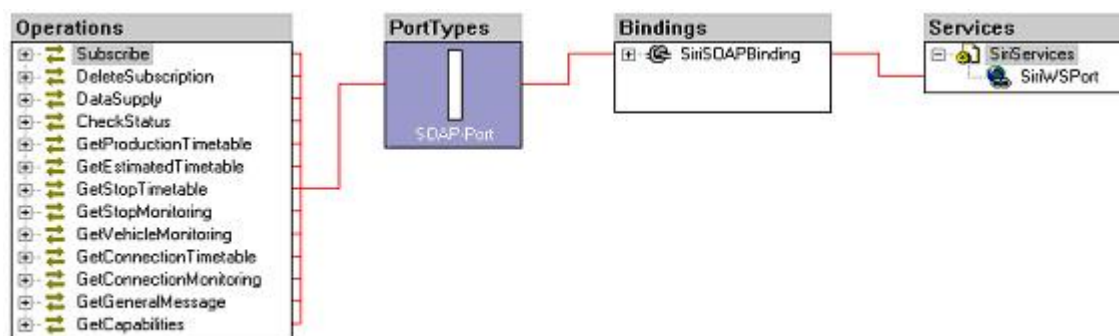 Operations
Subscribe
DeleteSubscription
DataSupply
CheckStatus
GetProductionTimetable
GetEstimatedTimetable
GetStopTimetable
GetStopMonitoring
GetVehicleMonitoring
GetConnectionTimetable
GetConnectionMonitoring
GetGeneralMessage
GetCapabilities
PortTypes
SOAP-Port
Bindings
SiriSOAPBinding
Services
SiriServices
SiriWSPort